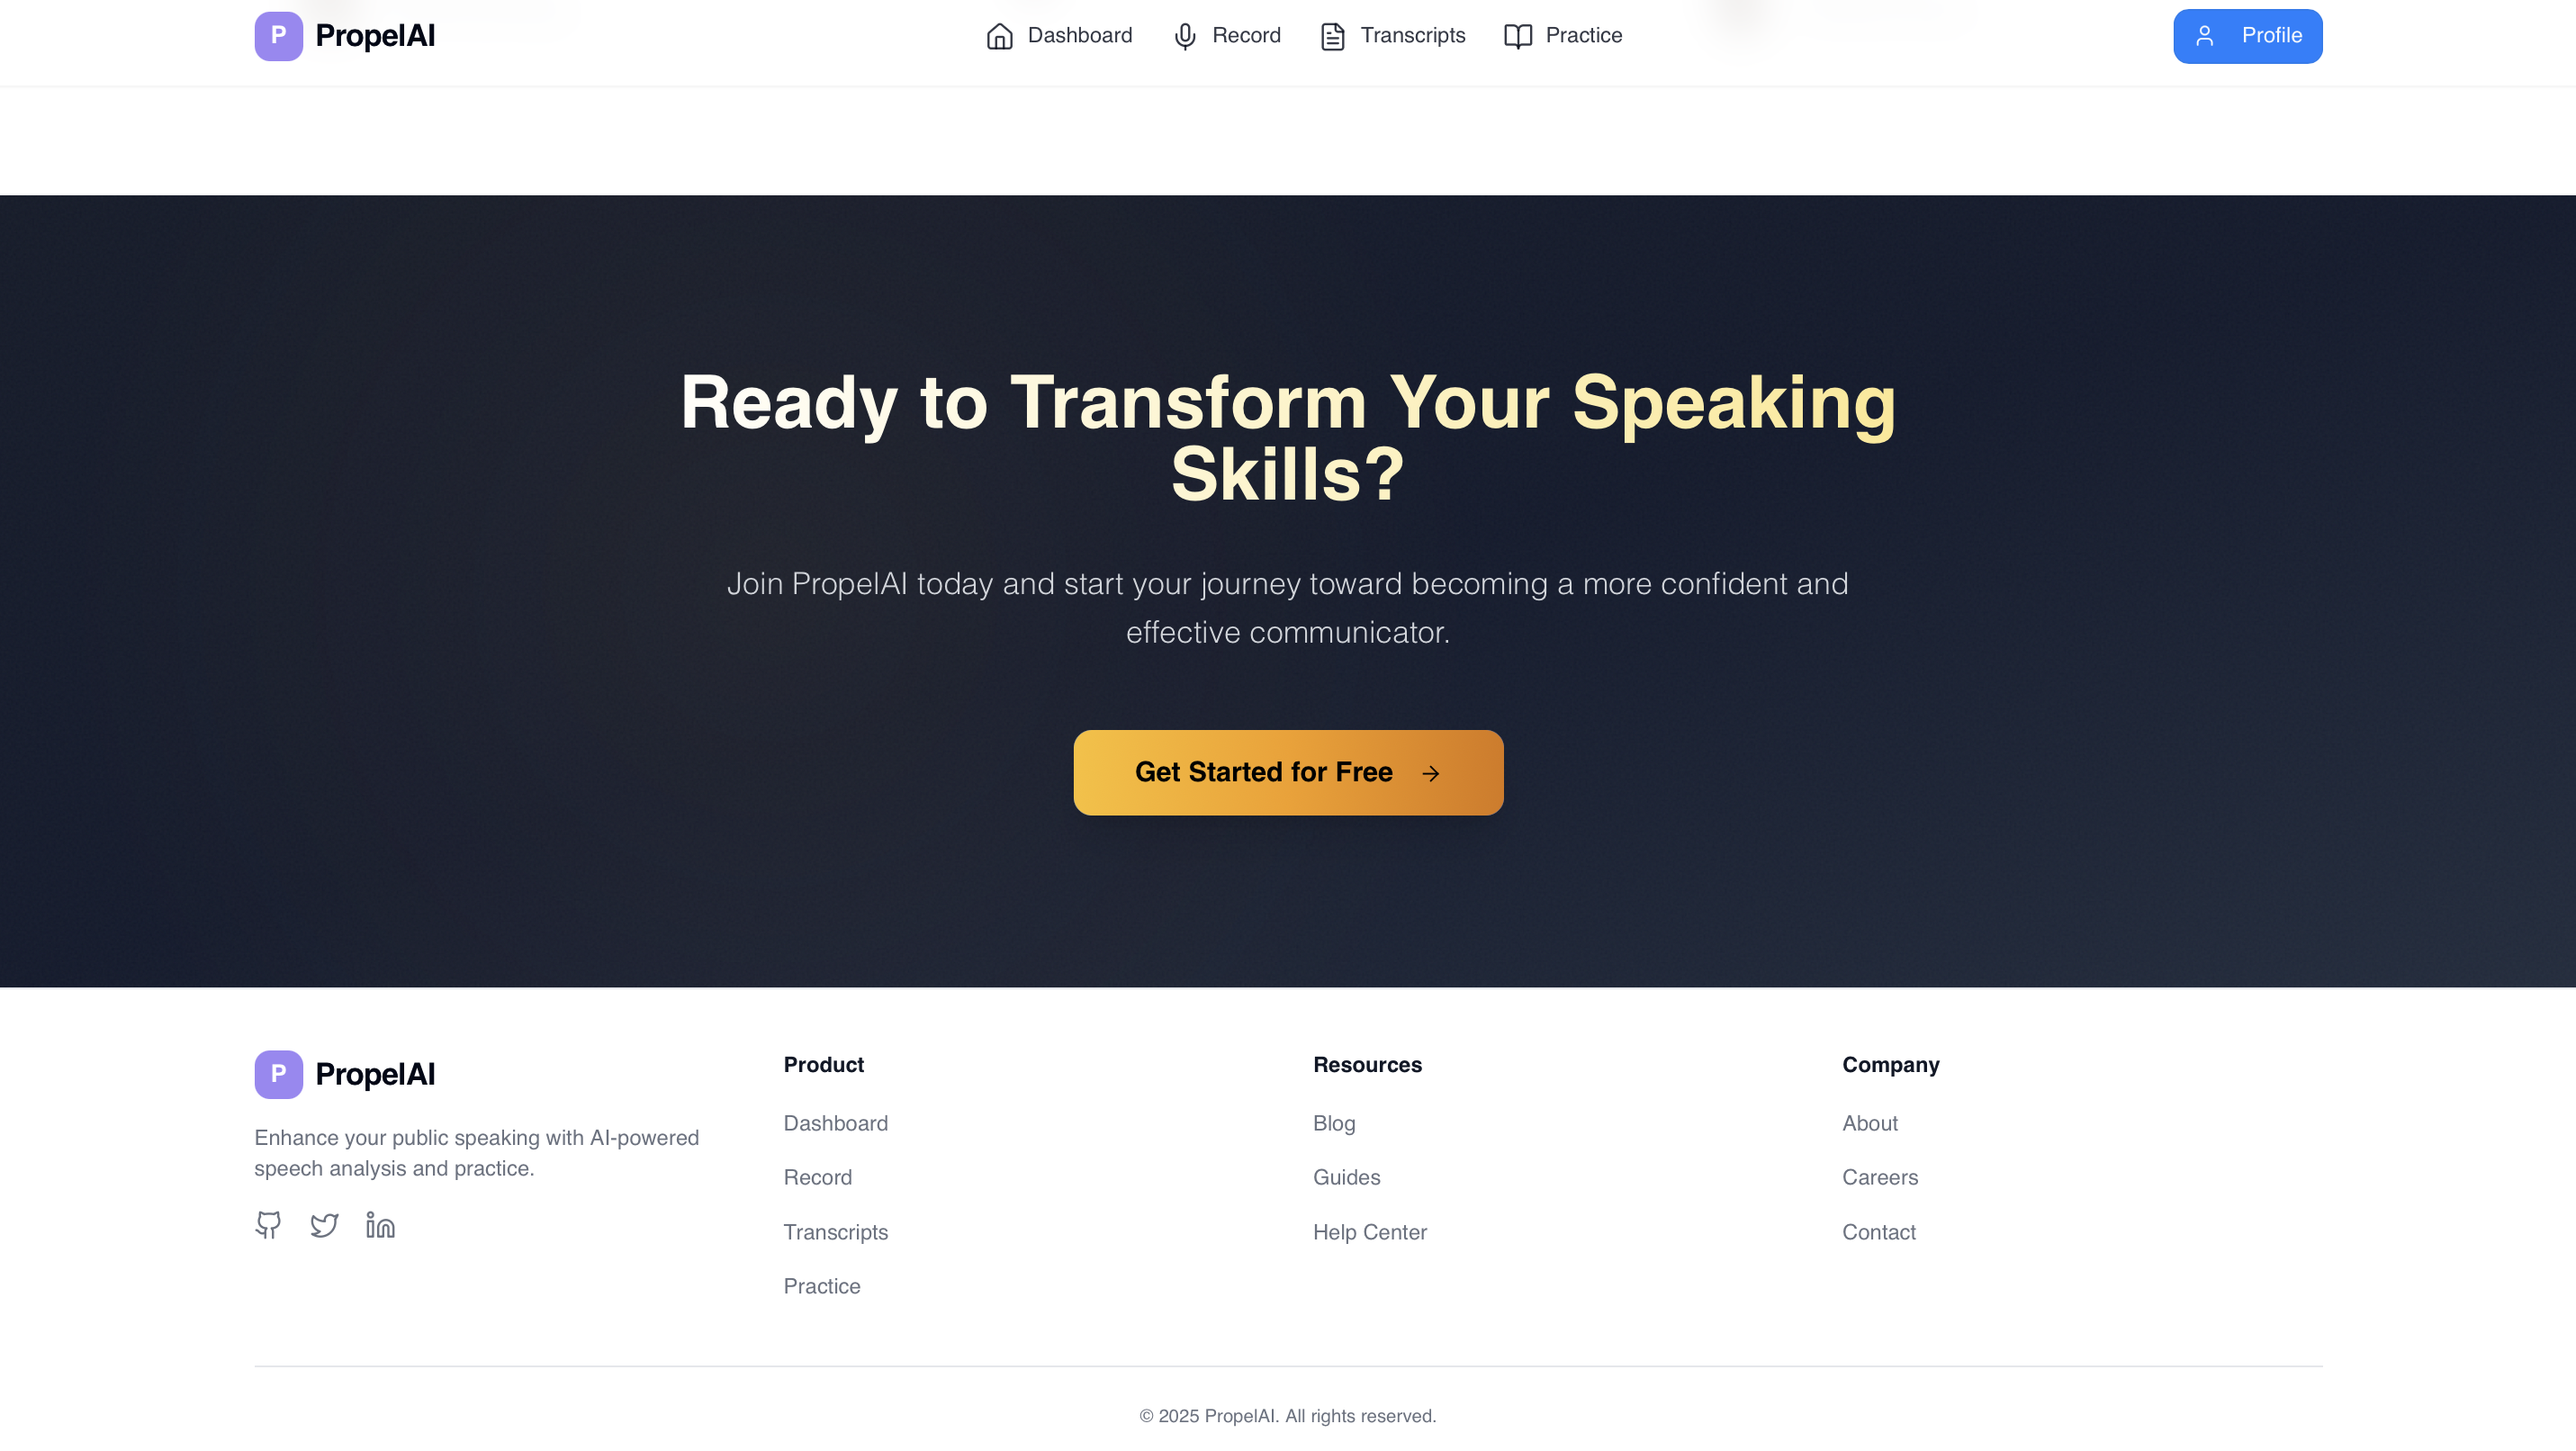 P PropelAI
Dashboard
Record
Transcripts
Practice
Profile
Ready to Transform Your Speaking
Skills?
Join PropelAI today and start your journey toward becoming a more confident and
effective communicator.
Get Started for Free
P PropelAI
Enhance your public speaking with AI-powered
speech analysis and practice.
Product
Dashboard
Record
Transcripts
Practice
Resources
Blog
Guides
Help Center
Company
About
Careers
Contact
© 2025 PropelAI. All rights reserved.